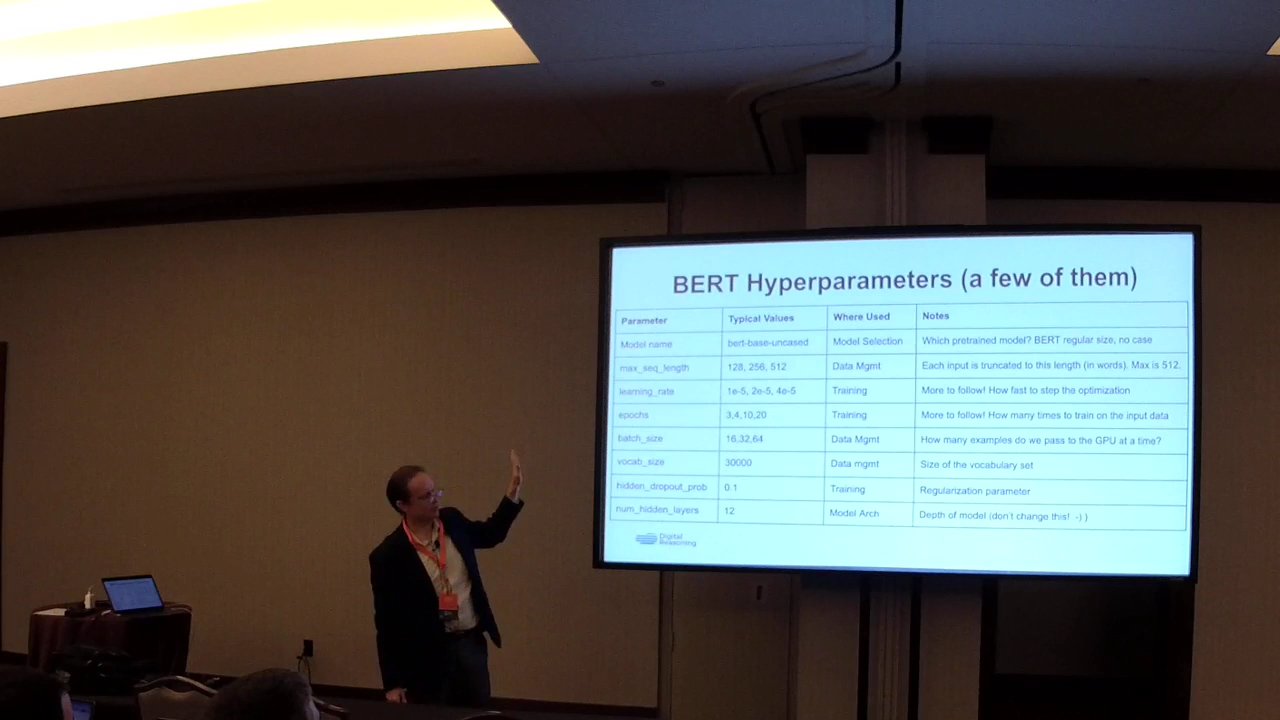 BERT Hyperparameters (a few of them)
Parameter Typical Values Where Used Notes
Model name bert-base-uncased Model Selection Which pretrained model? BERT regular size, no case
max_seq_length 128, 256, 512 Data Mgmt Each input is truncated to this length (in words). Max is 512.
learning_rate 1e-5, 2e-5, 4e-5 Training More to follow! How fast to step the optimization
epochs 3,4,10,20 Training More to follow! How many times to train on the input data
batch_size 16,32,64 Data Mgmt How many examples do we pass to the GPU at a time?
vocab_size 30000 Data mgmt Size of the vocabulary set
hidden_dropout_prob 0.1 Training Regularization parameter
num_hidden_layers 12 Model Arch Depth of model (don't change this! :-) )
Digital
Reasoning